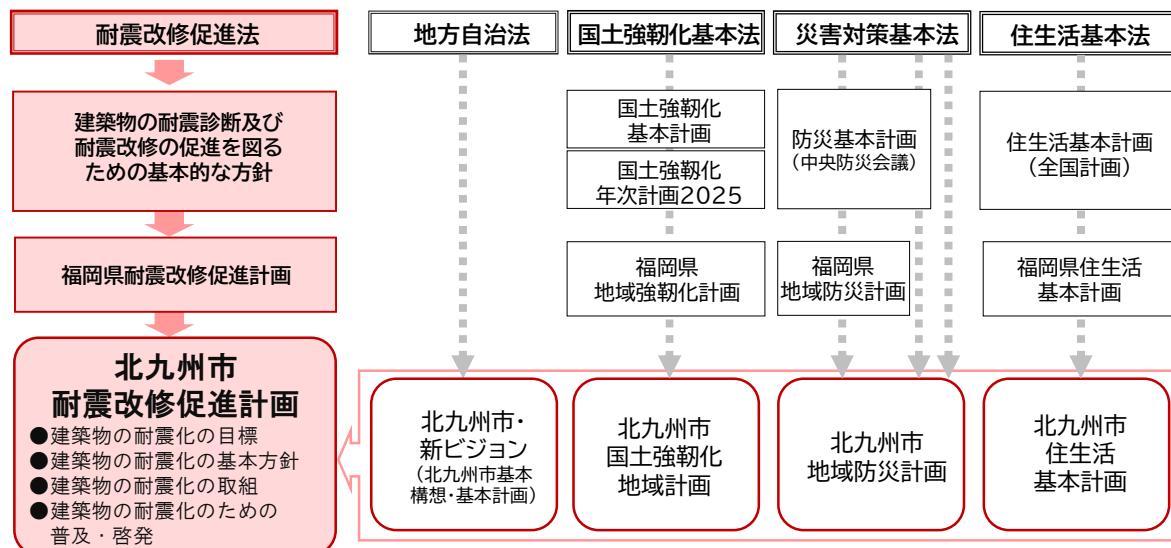 耐震改修促進法
地方自治法
国土強靭化基本法
災害対策基本法
住生活基本法
建築物の耐震診断及び
耐震改修の促進を図る
ための基本的な方針
国土強靭化
基本計画
国土強靭化
年次計画2025
防災基本計画
（中央防災会議）
住生活基本計画
（全国計画）
福岡県耐震改修促進計画
福岡県
地域強靭化計画
福岡県
地域防災計画
福岡県住生活
基本計画
北九州市
耐震改修促進計画
●建築物の耐震化の目標
●建築物の耐震化の基本方針
●建築物の耐震化の取組
●建築物の耐震化のための
普及・啓発
北九州市・
新ビジョン
（北九州市基本
構想・基本計画）
北九州市
国土強靭化
地域計画
北九州市
地域防災計画
北九州市
住生活
基本計画